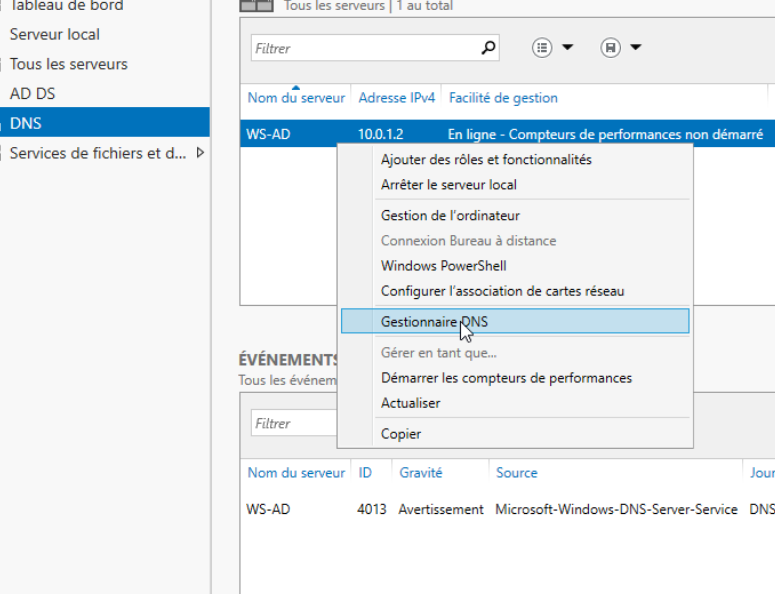 Tableau de bord
Serveur local
Tous les serveurs
AD DS
DNS
Services de fichiers et d...
Tous les serveurs | 1 au total
Filtrer
Nom du serveur Adresse IPv4 Facilité de gestion
WS-AD 10.0.1.2 En ligne - Compteurs de performances non démarré
Ajouter des rôles et fonctionnalités
Arrêter le serveur local
Gestion de l'ordinateur
Connexion Bureau à distance
Windows PowerShell
Configurer l'association de cartes réseau
Gestionnaire DNS
Gérer en tant que...
Démarrer les compteurs de performances
Actualiser
Copier
ÉVÉNEMENTS
Tous les événem
Filtrer
Nom du serveur ID Gravité Source Jour
WS-AD 4013 Avertissement Microsoft-Windows-DNS-Server-Service DNS